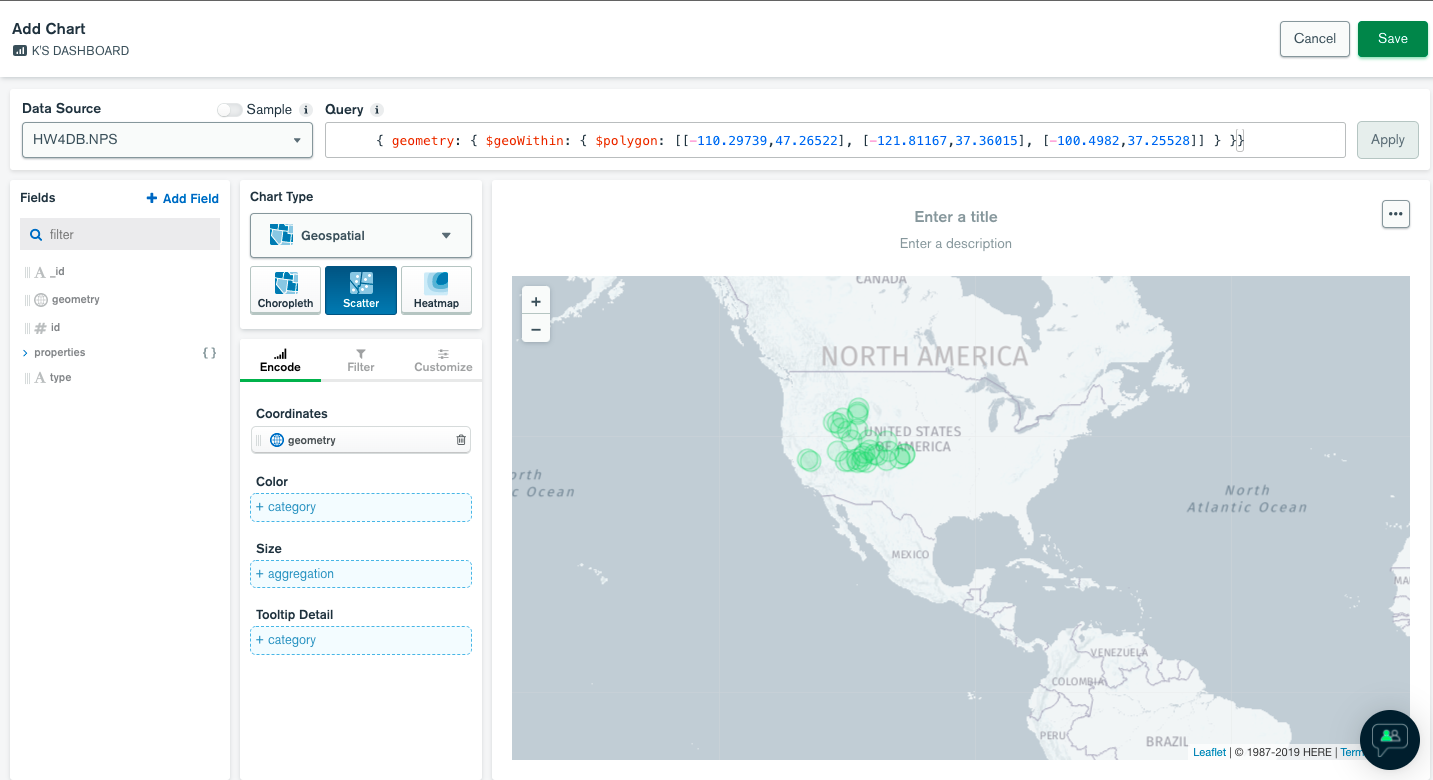 Add Chart
K'S DASHBOARD
Cancel
Save
Data Source
Sample
Query
HW4DB.NPS
{ geometry: { $geoWithin: { $polygon: [[-110.29739,47.26522], [-121.81167,37.36015], [-100.4982,37.25528]] } }}
Apply
Fields
+ Add Field
filter
A _id
geometry
# id
properties { }
A type
Chart Type
Geospatial
Choropleth
Scatter
Heatmap
Encode
Filter
Customize
Coordinates
geometry
Color
+ category
Size
+ aggregation
Tooltip Detail
+ category
Enter a title
Enter a description
+
−
CANADA
NORTH AMERICA
UNITED STATES
OF AMERICA
orth
c Ocean
North
Atlantic Ocean
MEXICO
MA
VENEZUELA
COLOMBIA
PERU
BRAZIL
Leaflet | © 1987-2019 HERE | Term